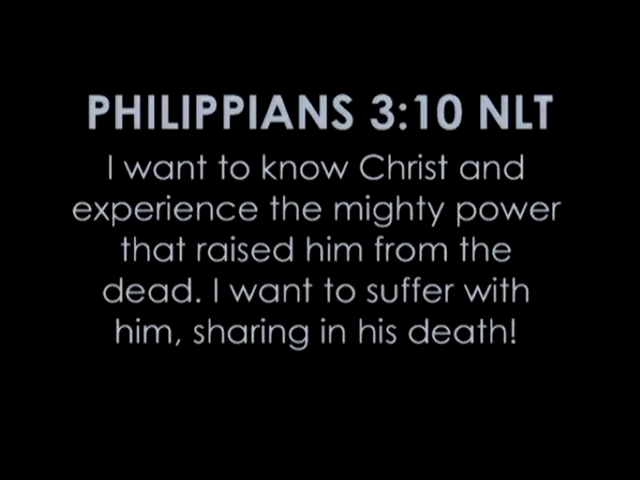 PHILIPPIANS 3:10 NLT
I want to know Christ and
experience the mighty power
that raised him from the
dead. I want to suffer with
him, sharing in his death!